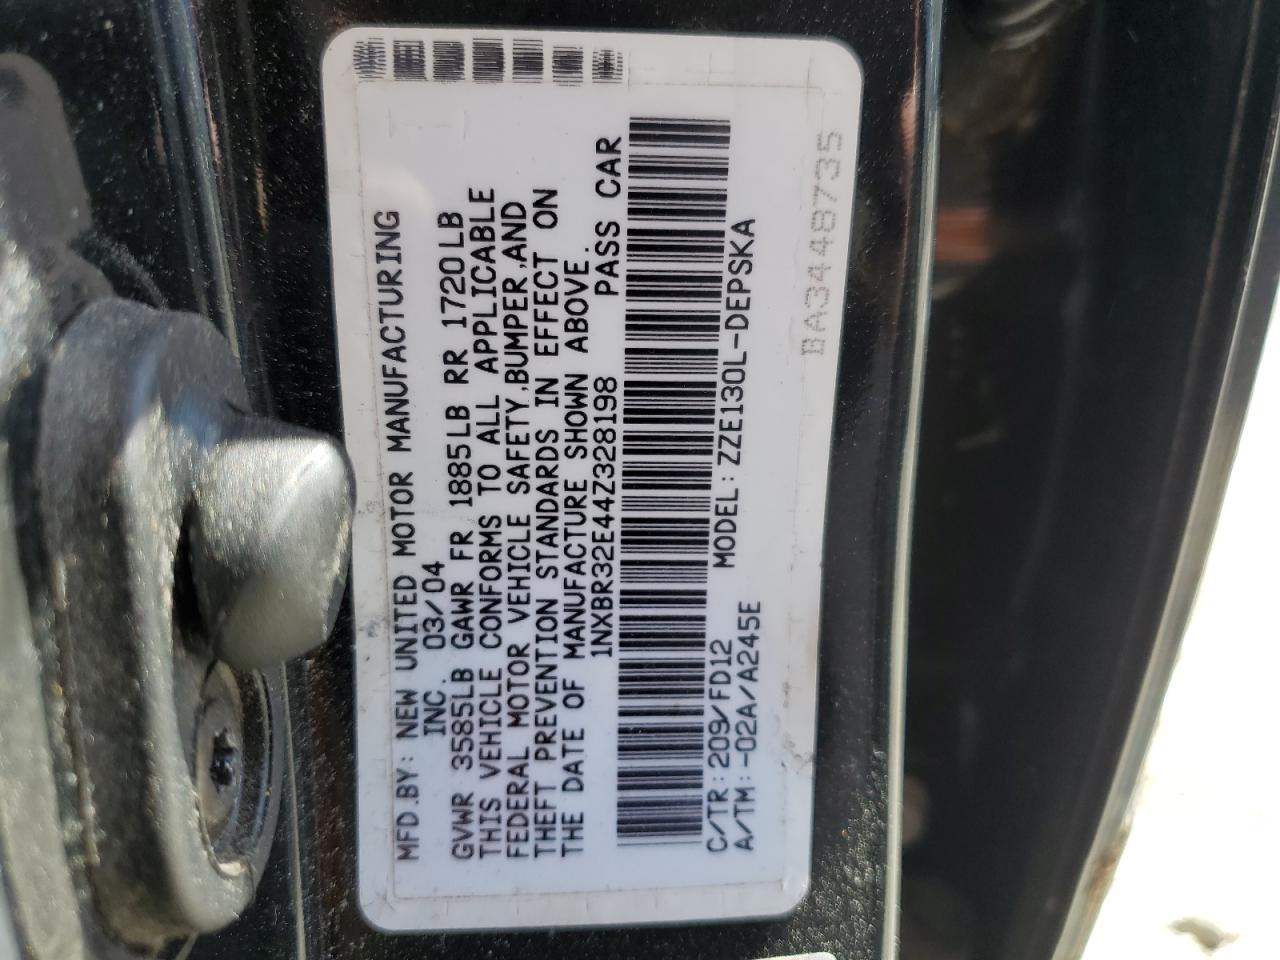 MFD.BY: NEW UNITED MOTOR MANUFACTURING
INC. 03/04
GVWR 3585LB GAWR FR 1885LB RR 1720LB
THIS VEHICLE CONFORMS TO ALL APPLICABLE
FEDERAL MOTOR VEHICLE SAFETY,BUMPER,AND
THEFT PREVENTION STANDARDS IN EFFECT ON
THE DATE OF MANUFACTURE SHOWN ABOVE.
1NXBR32E44Z328198 PASS CAR
C/TR:209/FD12 MODEL:ZZE130L-DEPSKA
A/TM:-02A/A245E
BA3448735